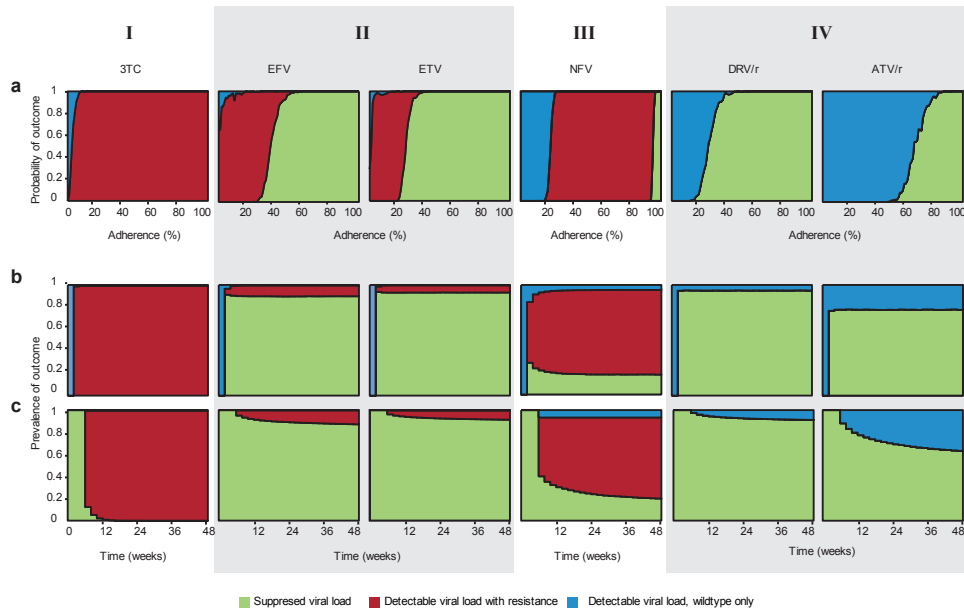 I II III IV
3TC EFV ETV NFV DRV/r ATV/r
a
Probability of outcome
1
0.8
0.6
0.4
0.2
0
0 20 40 60 80 100 20 40 60 80 100 20 40 60 80 100 20 40 60 80 100 20 40 60 80 100 20 40 60 80 100
Adherence (%) Adherence (%) Adherence (%) Adherence (%)
b
Prevalence of outcome
1
0.8
0.6
0.4
0.2
0
c
1
0.8
0.6
0.4
0.2
0
0 12 24 36 48 12 24 36 48 12 24 36 48 12 24 36 48 12 24 36 48 12 24 36 48
Time (weeks) Time (weeks) Time (weeks) Time (weeks)
Suppresed viral load Detectable viral load with resistance Detectable viral load, wildtype only